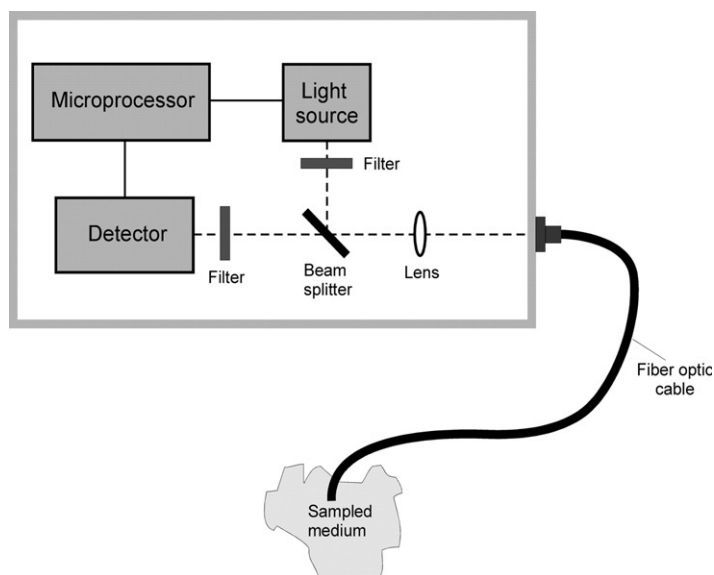 Microprocessor
Light
source
Filter
Detector
Filter
Beam
splitter
Lens
Fiber optic
cable
Sampled
medium